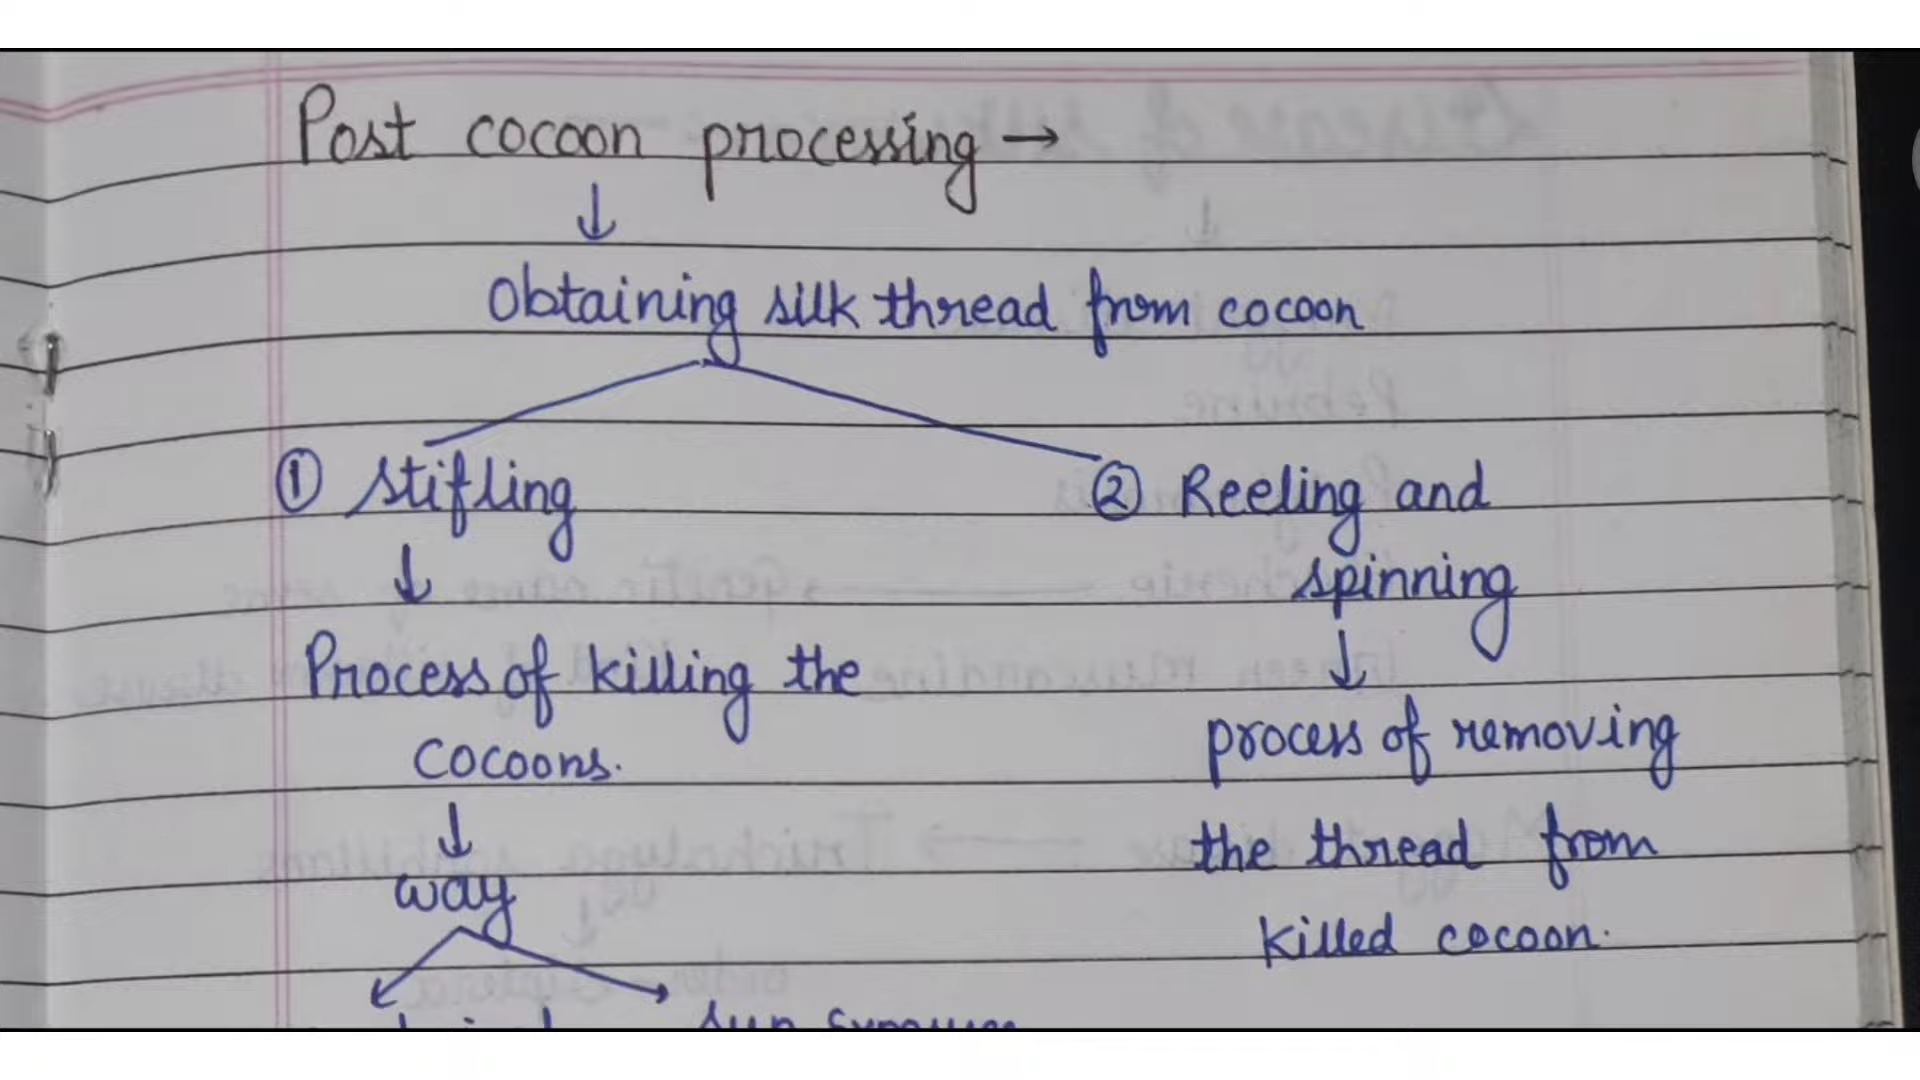 Post cocoon processing →
↓
Obtaining silk thread from cocoon
① stifling
② Reeling and
spinning
↓
↓
Process of killing the
cocoons.
process of removing
the thread from
killed cocoon.
↓
way
sun